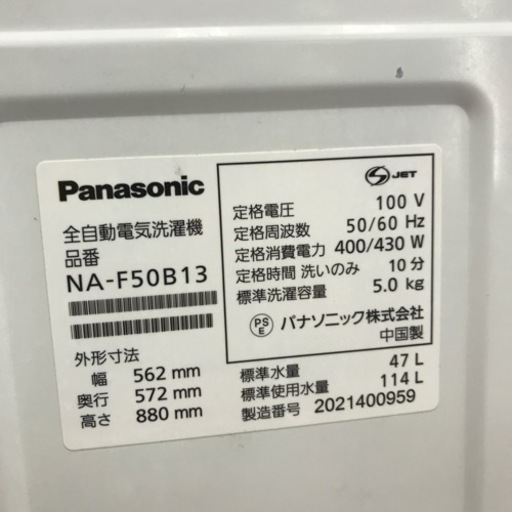 Panasonic
全自動電気洗濯機
品番
NA-F50B13
外形寸法
幅 562 mm
奥行 572 mm
高さ 880 mm
S JET
定格電圧 100 V
定格周波数 50/60 Hz
定格消費電力 400/430 W
定格時間 洗いのみ 10 分
標準洗濯容量 5.0 kg
PS
E パナソニック株式会社
中国製
標準水量 47 L
標準使用水量 114 L
製造番号 2021400959